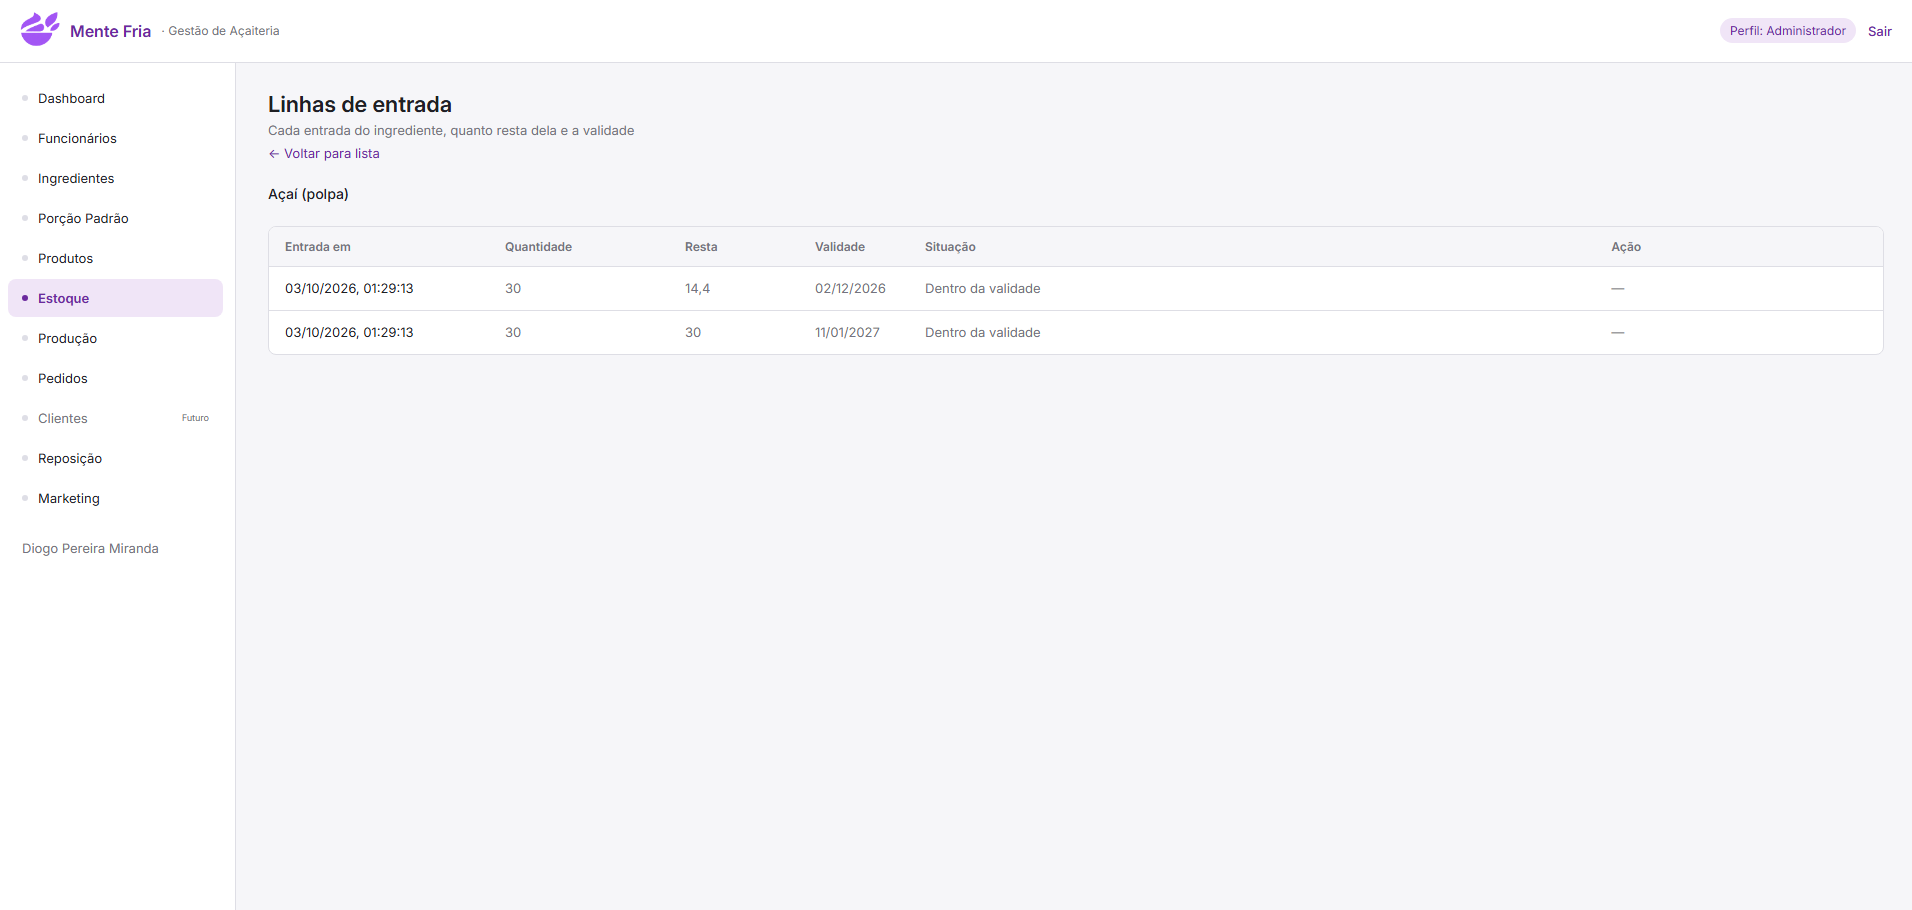 Mente Fria · Gestão de Açaiteria
Perfil: Administrador Sair
Dashboard
Funcionários
Ingredientes
Porção Padrão
Produtos
Estoque
Produção
Pedidos
Clientes Futuro
Reposição
Marketing
Diogo Pereira Miranda
Linhas de entrada
Cada entrada do ingrediente, quanto resta dela e a validade
← Voltar para lista
Açaí (polpa)
Entrada em Quantidade Resta Validade Situação Ação
03/10/2026, 01:29:13 30 14,4 02/12/2026 Dentro da validade —
03/10/2026, 01:29:13 30 30 11/01/2027 Dentro da validade —